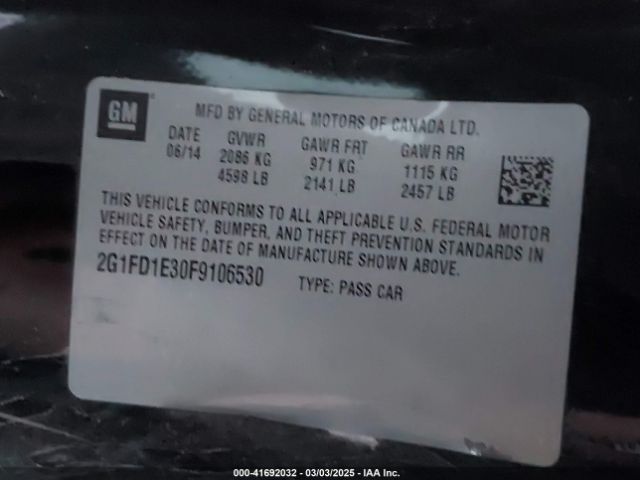 GM
MFD BY GENERAL MOTORS OF CANADA LTD.
DATE GVWR GAWR FRT GAWR RR
06/14 2086 KG 971 KG 1115 KG
4598 LB 2141 LB 2457 LB
THIS VEHICLE CONFORMS TO ALL APPLICABLE U.S. FEDERAL MOTOR
VEHICLE SAFETY, BUMPER, AND THEFT PREVENTION STANDARDS IN
EFFECT ON THE DATE OF MANUFACTURE SHOWN ABOVE.
2G1FD1E30F9106530 TYPE: PASS CAR
000-41692032 - 03/03/2025 - IAA Inc.